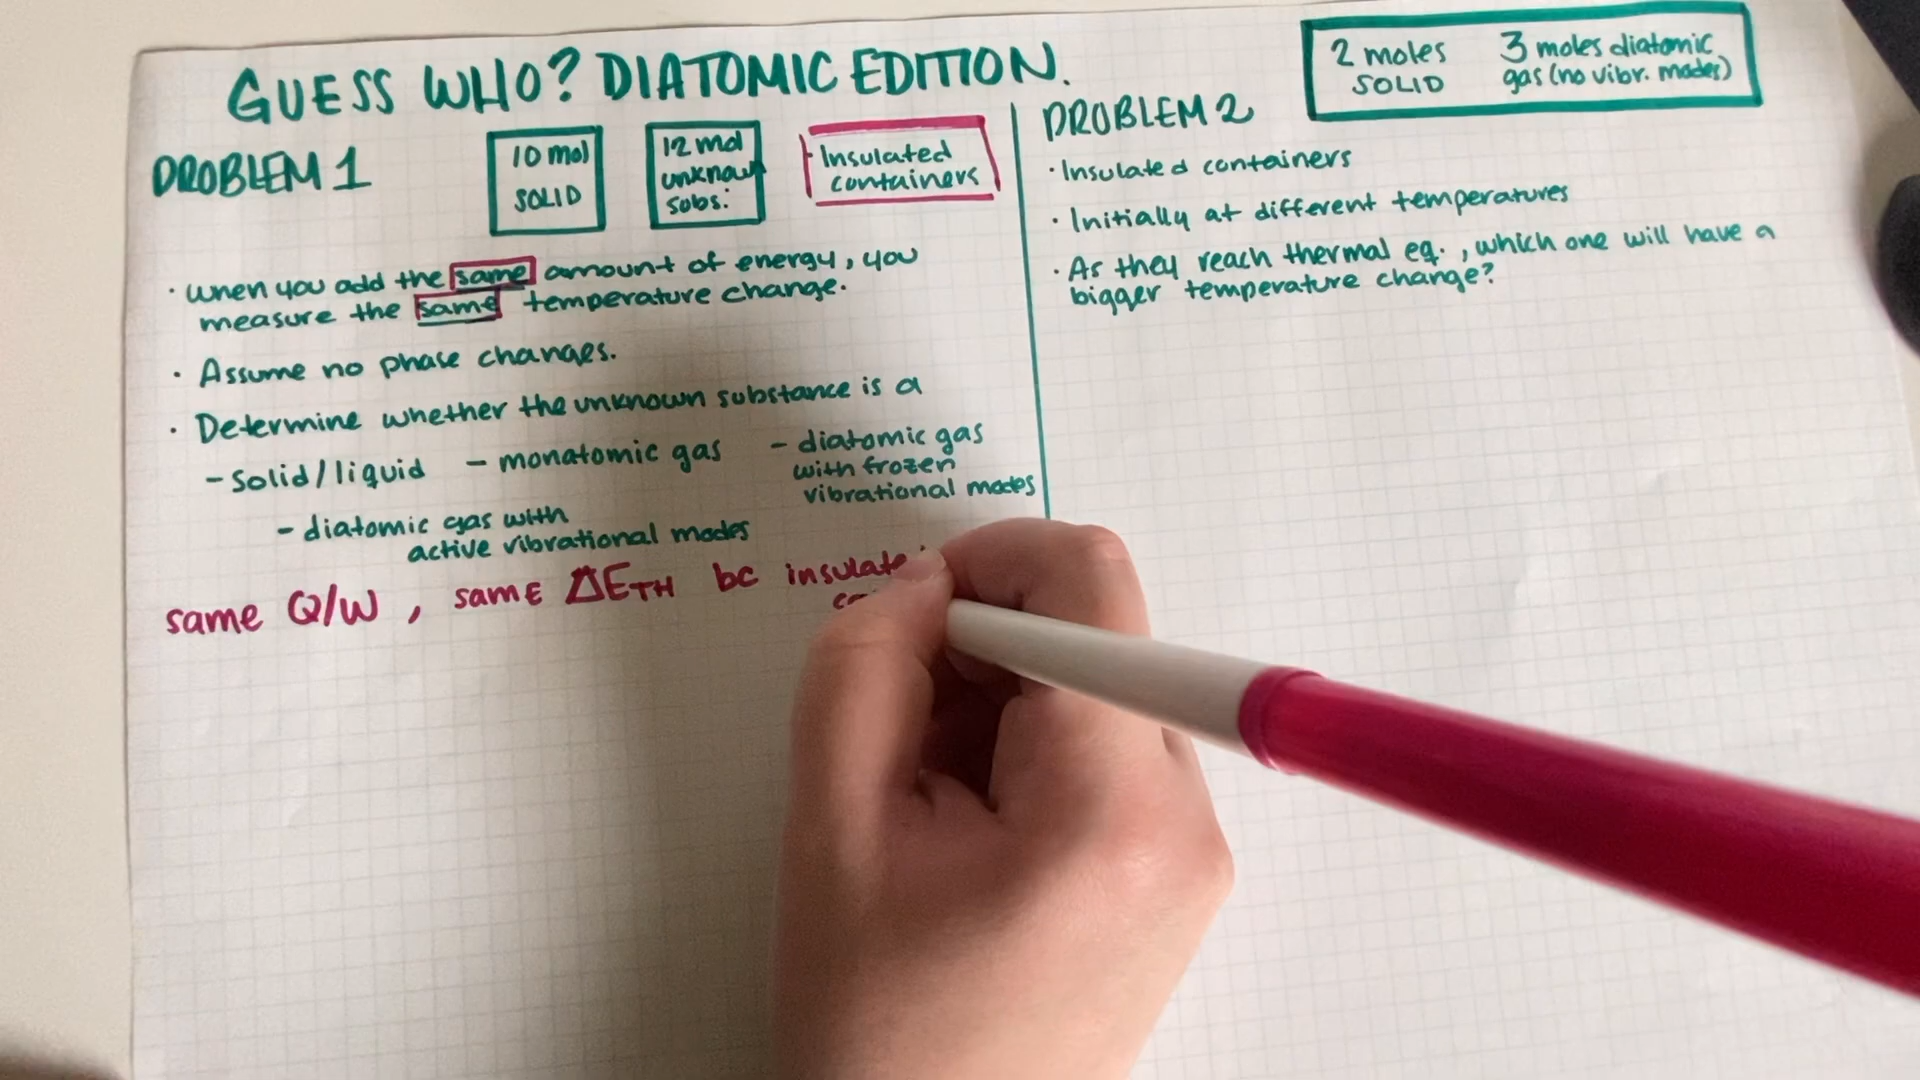 GUESS WHO? DIATOMIC EDITION.
PROBLEM 1
10 mol
SOLID
12 mol
unknown
subs.
Insulated
containers
· When you add the same amount of energy, you
measure the same temperature change.
· Assume no phase changes.
· Determine whether the unknown substance is a
- Solid/liquid
- monatomic gas
- diatomic gas
with frozen
vibrational modes
- diatomic gas with
active vibrational modes
same Q/W, same ΔETH bc
PROBLEM 2
2 moles
SOLID
3 moles diatomic
gas (no vibr. modes)
· Insulated containers
· Initially at different temperatures
· As they reach thermal eq., which one will have a
bigger temperature change?